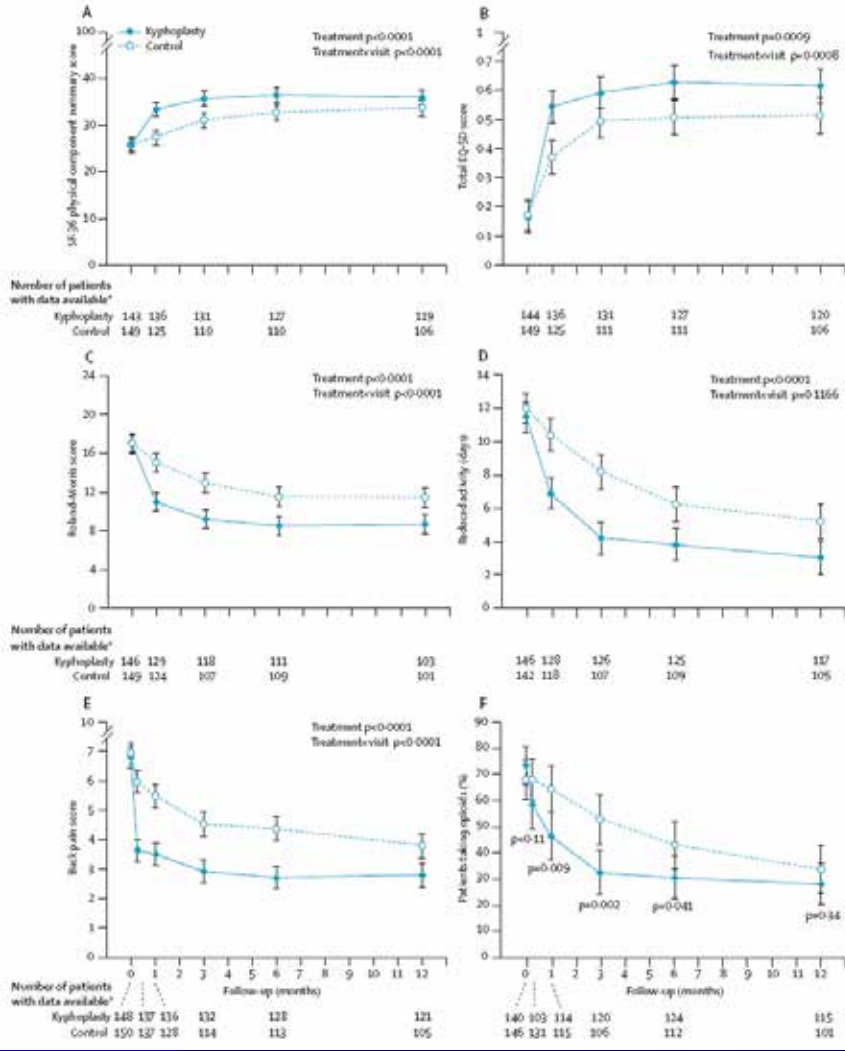 A
100
Kyphoplasty
Control
Treatment p<0·0001
Treatment×visit p<0·0001
40
30
20
10
0
SF-36 physical component summary score
B
1
Treatment p=0·0009
Treatment×visit p=0·0008
0·7
0·6
0·5
0·4
0·3
0·2
0·1
0
Total EQ-5D score
Number of patients
with data available*
Kyphoplasty 143 136 131 127 119
Control 149 125 110 110 106
144 136 131 127 120
149 125 111 111 106
C
24
20
16
12
8
4
0
Treatment p<0·0001
Treatment×visit p<0·0001
Roland-Morris score
D
14
12
10
8
6
4
2
0
Treatment p<0·0001
Treatment×visit p=0·1166
Reduced activity (days)
Number of patients
with data available*
Kyphoplasty 146 129 118 111 103
Control 149 124 107 109 101
146 128 126 125 117
142 118 107 109 105
E
10
7
6
5
4
3
2
1
0
Treatment p<0·0001
Treatment×visit p<0·0001
Back pain score
0 1 2 3 4 5 6 7 8 9 10 11 12
Follow-up (months)
F
90
80
70
60
50
40
30
20
10
0
Patients taking opioids (%)
p=0·11
p=0·009
p=0·002
p=0·041
p=0·34
0 1 2 3 4 5 6 7 8 9 10 11 12
Follow-up (months)
Number of patients
with data available*
Kyphoplasty 148 137 136 132 128 121
Control 150 137 128 114 113 105
140 103 114 120 124 115
146 131 115 106 112 101